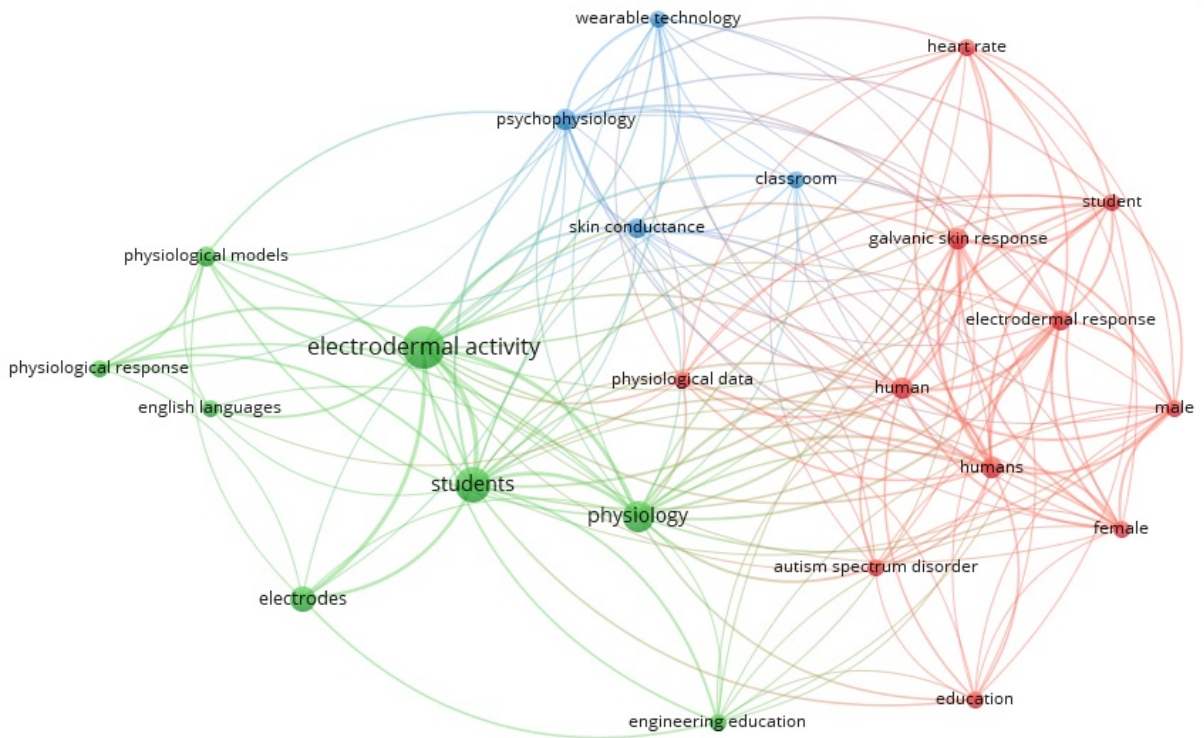 wearable technology
heart rate
psychophysiology
classroom
student
skin conductance
galvanic skin response
physiological models
electrodermal response
electrodermal activity
physiological response
physiological data
human
english languages
male
humans
students
physiology
female
autism spectrum disorder
electrodes
education
engineering education